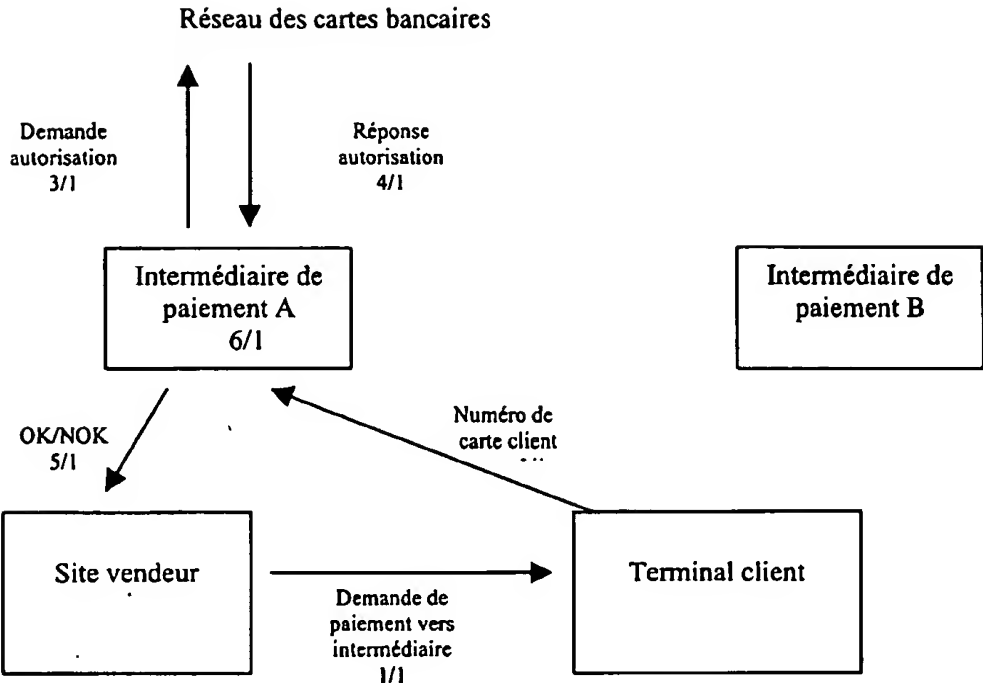 Réseau des cartes bancaires
Demande
autorisation
3/1
Réponse
autorisation
4/1
Intermédiaire de
paiement A
6/1
Intermédiaire de
paiement B
OK/NOK
5/1
Numéro de
carte client
Site vendeur
Terminal client
Demande de
paiement vers
intermédiaire
1/1